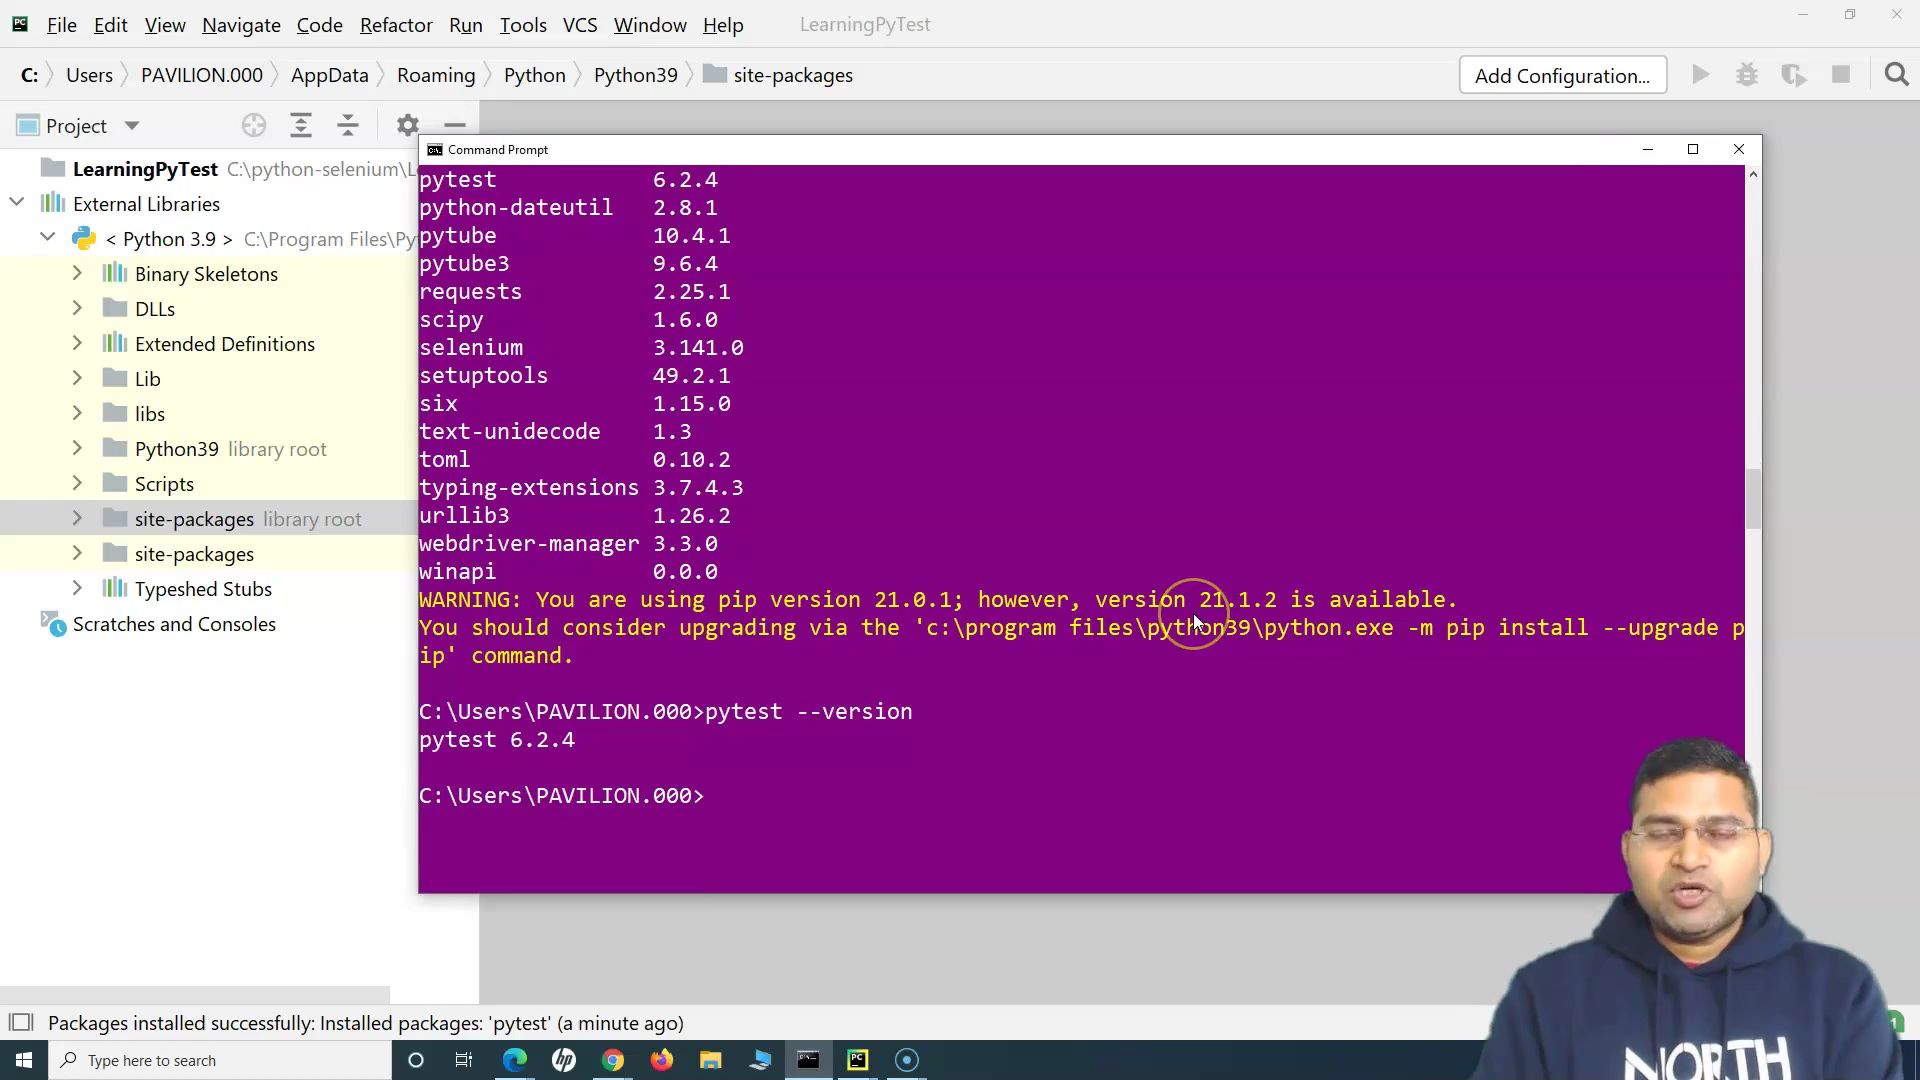 File Edit View Navigate Code Refactor Run Tools VCS Window Help LearningPyTest
C: Users PAVILION.000 AppData Roaming Python Python39 site-packages Add Configuration...
Project
LearningPyTest C:\python-selenium\L
External Libraries
< Python 3.9 > C:\Program Files\Py
Binary Skeletons
DLLs
Extended Definitions
Lib
libs
Python39 library root
Scripts
site-packages library root
site-packages
Typeshed Stubs
Scratches and Consoles
Command Prompt
pytest 6.2.4
python-dateutil 2.8.1
pytube 10.4.1
pytube3 9.6.4
requests 2.25.1
scipy 1.6.0
selenium 3.141.0
setuptools 49.2.1
six 1.15.0
text-unidecode 1.3
toml 0.10.2
typing-extensions 3.7.4.3
urllib3 1.26.2
webdriver-manager 3.3.0
winapi 0.0.0
WARNING: You are using pip version 21.0.1; however, version 21.1.2 is available.
You should consider upgrading via the 'c:\program files\python39\python.exe -m pip install --upgrade p
ip' command.
C:\Users\PAVILION.000>pytest --version
pytest 6.2.4
C:\Users\PAVILION.000>
NORTH
Packages installed successfully: Installed packages: 'pytest' (a minute ago)
1
Type here to search